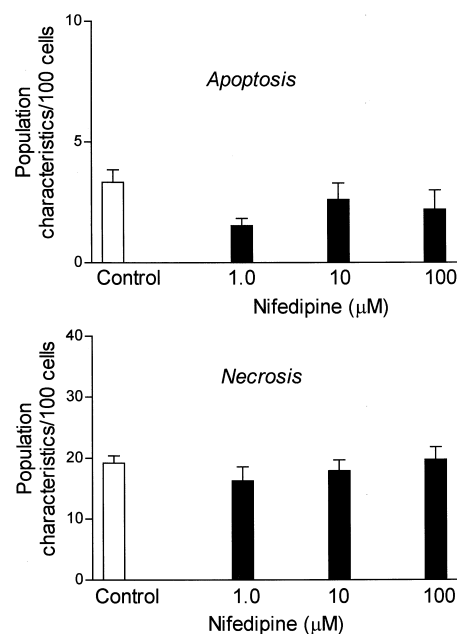 10
Apoptosis
Population
characteristics/100 cells
5
0
Control 1.0 10 100
Nifedipine (μM)
40
Necrosis
30
Population
characteristics/100 cells
20
10
0
Control 1.0 10 100
Nifedipine (μM)